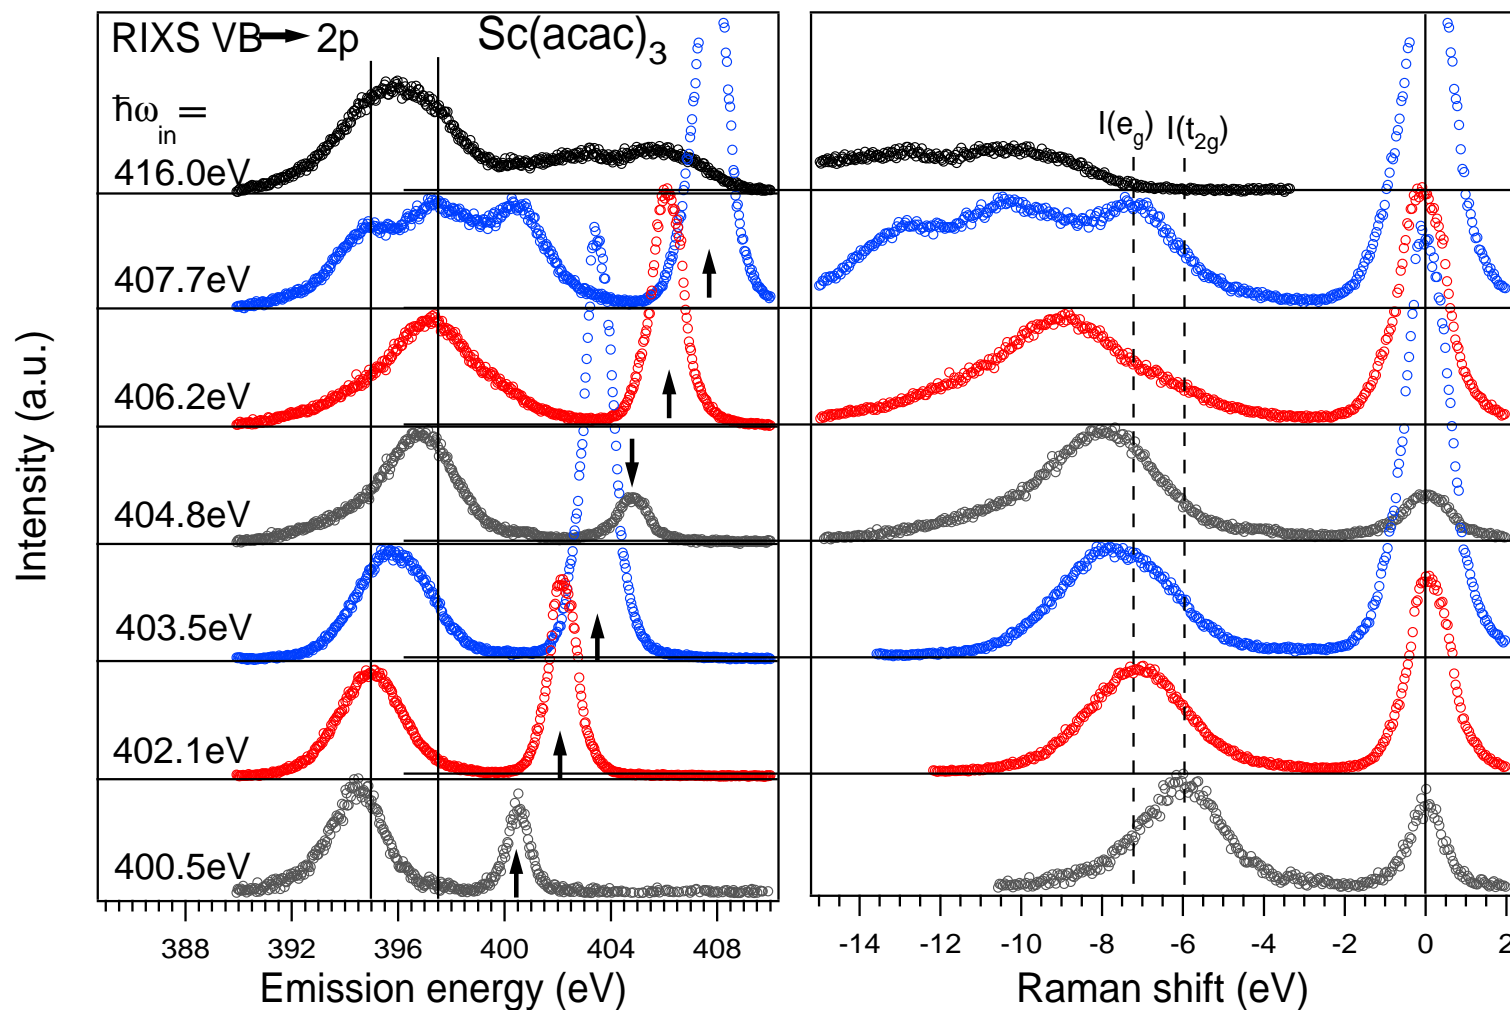 RIXS VB → 2p
Sc(acac)3
ħωin =
416.0eV
407.7eV
406.2eV
404.8eV
403.5eV
402.1eV
400.5eV
I(eg)
I(t2g)
Intensity (a.u.)
388 392 396 400 404 408
Emission energy (eV)
-14 -12 -10 -8 -6 -4 -2 0 2
Raman shift (eV)